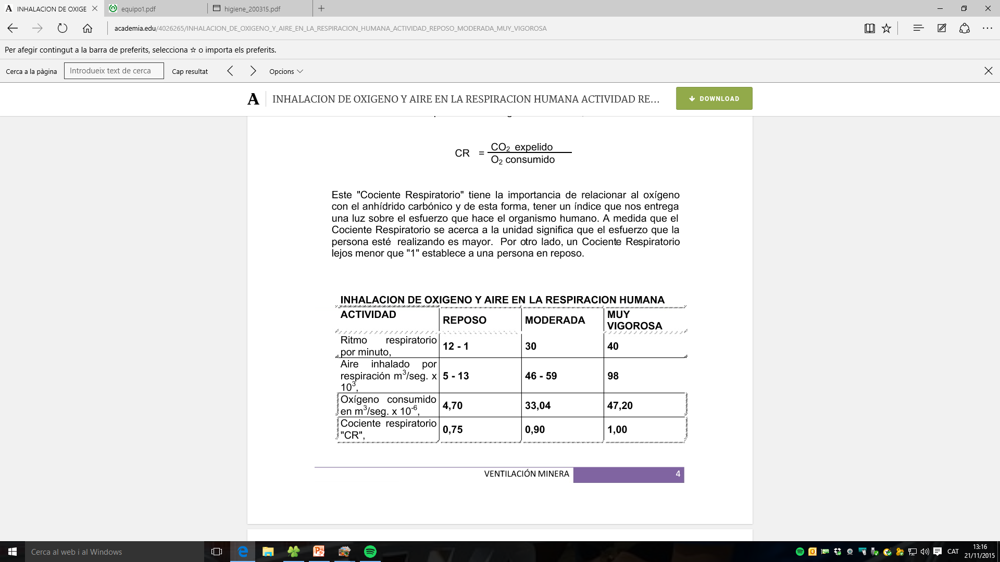 A INHALACION DE OXIGE
equipo1.pdf
higiene_200315.pdf
academia.edu/4026265/INHALACION_DE_OXIGENO_Y_AIRE_EN_LA_RESPIRACION_HUMANA_ACTIVIDAD_REPOSO_MODERADA_MUY_VIGOROSA
Per afegir contingut a la barra de preferits, selecciona ☆ o importa els preferits.
Cerca a la pàgina Introdueix text de cerca Cap resultat Opcions
A INHALACION DE OXIGENO Y AIRE EN LA RESPIRACION HUMANA ACTIVIDAD RE... DOWNLOAD
CO2 expelido
CR =
O2 consumido
Este "Cociente Respiratorio" tiene la importancia de relacionar al oxígeno
con el anhídrido carbónico y de esta forma, tener un índice que nos entrega
una luz sobre el esfuerzo que hace el organismo humano. A medida que el
Cociente Respiratorio se acerca a la unidad significa que el esfuerzo que la
persona esté realizando es mayor. Por otro lado, un Cociente Respiratorio
lejos menor que "1" establece a una persona en reposo.
INHALACION DE OXIGENO Y AIRE EN LA RESPIRACION HUMANA
ACTIVIDAD
REPOSO
MODERADA
MUY
VIGOROSA
Ritmo respiratorio
por minuto,
12 - 1
30
40
Aire inhalado por
respiración m³/seg. x
10³,
5 - 13
46 - 59
98
Oxígeno consumido
en m³/seg. x 10⁻⁶,
4,70
33,04
47,20
Cociente respiratorio
"CR",
0,75
0,90
1,00
VENTILACIÓN MINERA 4
Cerca al web i al Windows
CAT
13:16
21/11/2015